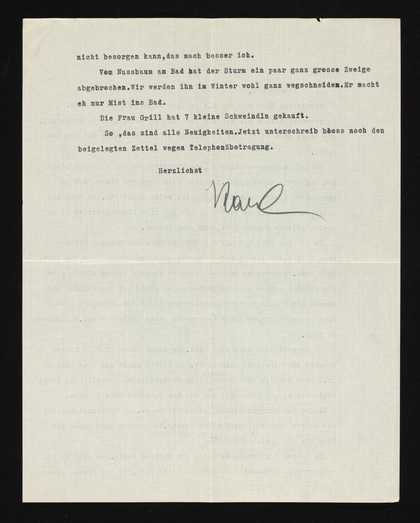 nicht besorgen kann,das mach besser ich.
Vom Nussbaum am Bad hat der Sturm ein paar ganz grosse Zweige
abgebrochen.Wir werden ihn im Winter wohl ganz wegschneiden.Er macht
eh nur Mist ins Bad.
Die Frau Grill hat 7 kleine Schweindln gekauft.
So ,das sind alle Neuigkeiten.Jetzt unterschreib noch den
beigelegten Zettel wegen Telephonübertragung.
Herzlichst
Karl